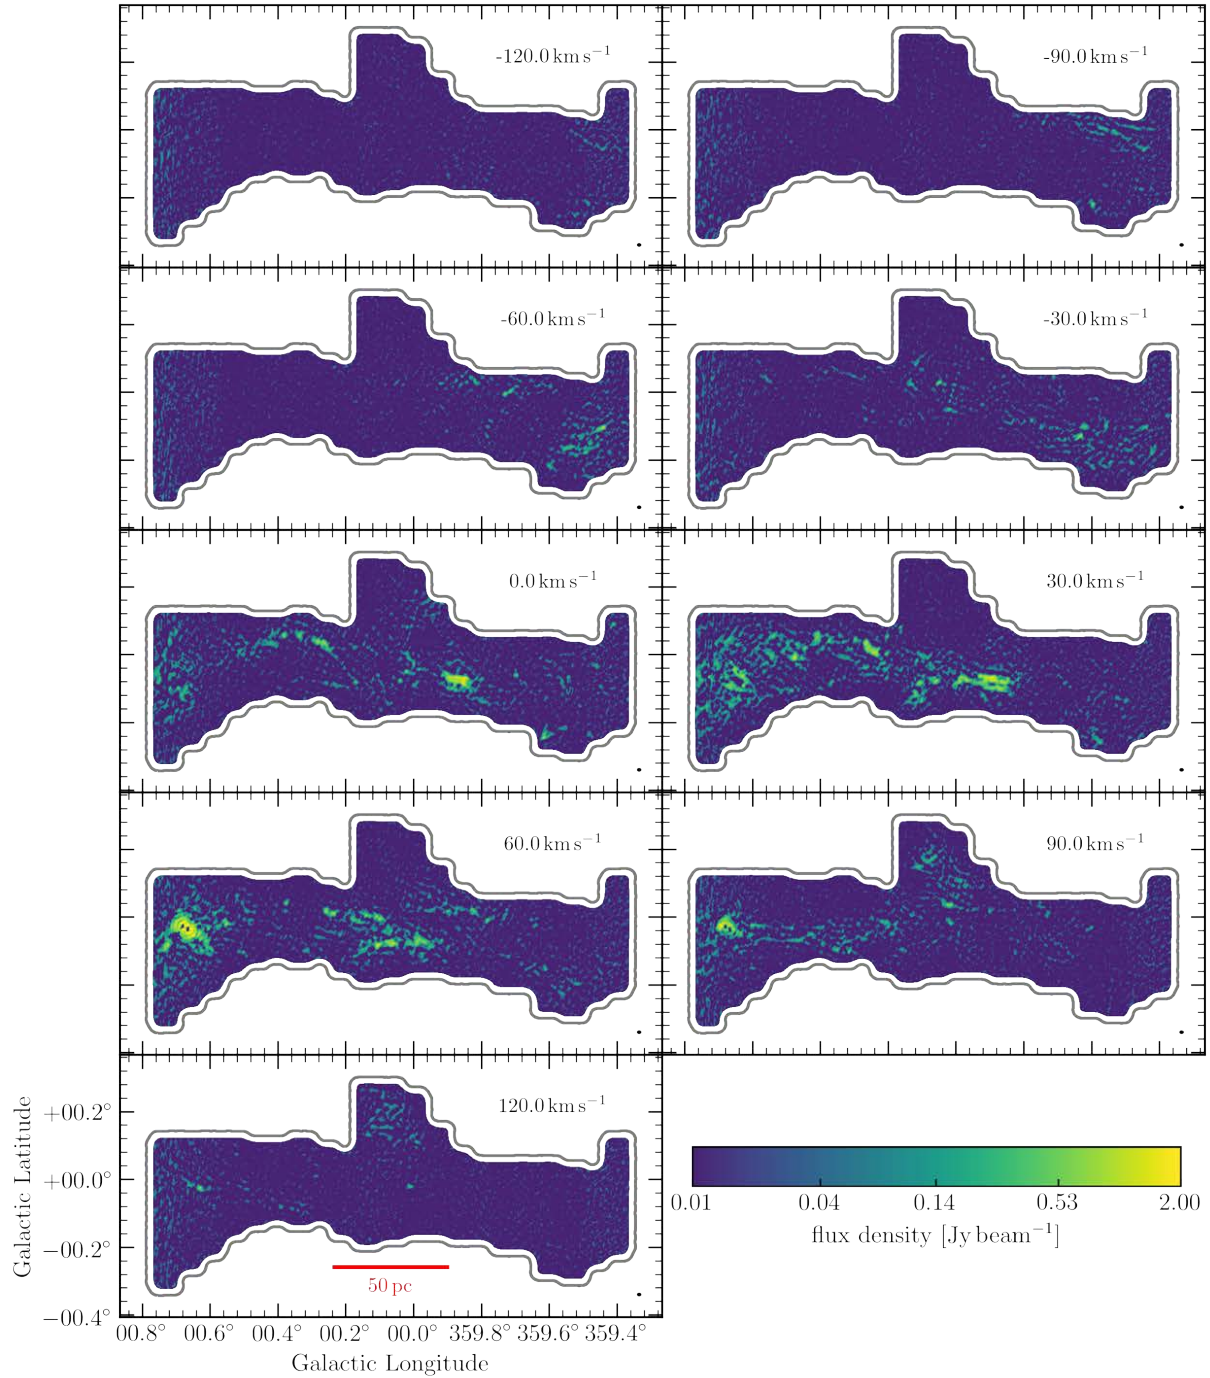 -120.0 km s⁻¹
-90.0 km s⁻¹
-60.0 km s⁻¹
-30.0 km s⁻¹
0.0 km s⁻¹
30.0 km s⁻¹
60.0 km s⁻¹
90.0 km s⁻¹
120.0 km s⁻¹
Galactic Latitude
+00.2°
+00.0°
−00.2°
−00.4°
50 pc
00.8° 00.6° 00.4° 00.2° 00.0° 359.8° 359.6° 359.4°
Galactic Longitude
0.01 0.04 0.14 0.53 2.00
flux density [Jy beam⁻¹]